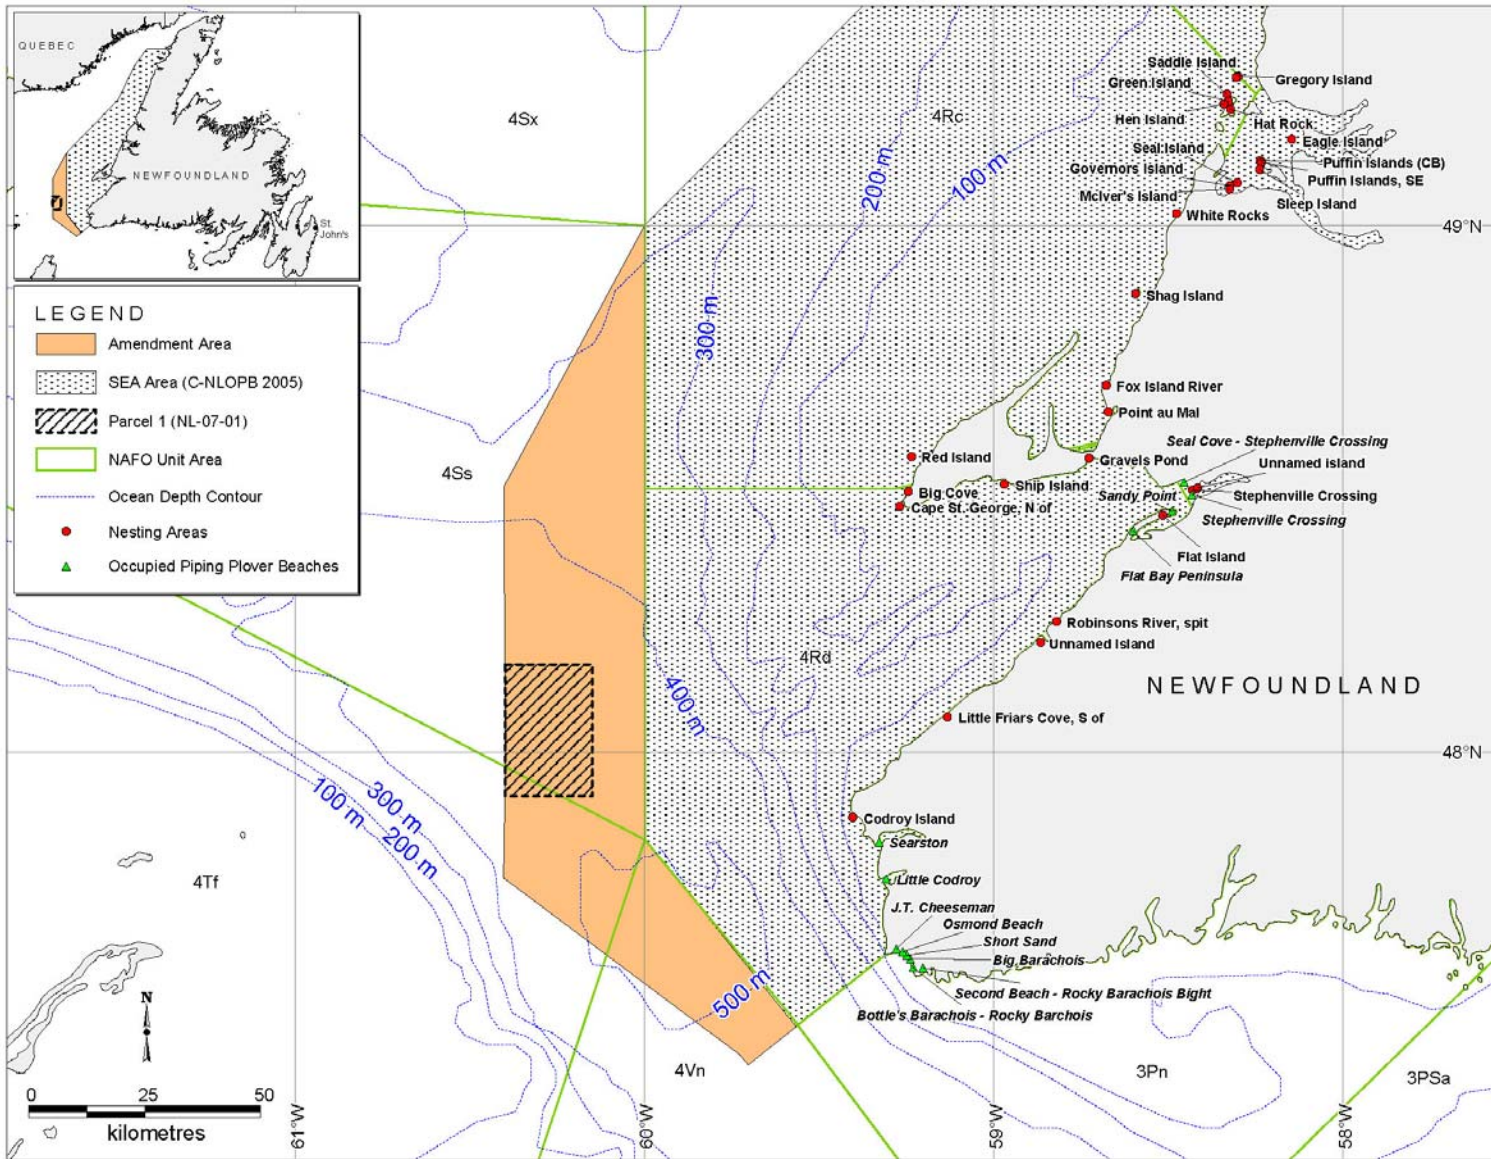 QUEBEC
NEWFOUNDLAND
St.
John's
LEGEND
Amendment Area
SEA Area (C-NLOPB 2005)
Parcel 1 (NL-07-01)
NAFO Unit Area
Ocean Depth Contour
Nesting Areas
Occupied Piping Plover Beaches
4Sx
4Rc
200 m
100 m
300 m
Saddle Island
Gregory Island
Green Island
Hen Island
Hat Rock
Seal Island
Eagle Island
Governors Island
Puffin Islands (CB)
Puffin Islands, SE
McIver's Island
Sleep Island
White Rocks
49°N
Shag Island
Fox Island River
Point au Mal
Seal Cove - Stephenville Crossing
Red Island
Gravels Pond
Unnamed island
4Ss
Ship Island
Big Cove
Sandy Point
Stephenville Crossing
Cape St. George, N of
Stephenville Crossing
Flat Island
Flat Bay Peninsula
Robinsons River, spit
Unnamed Island
4Rd
400 m
NEWFOUNDLAND
Little Friars Cove, S of
48°N
100 m
300 m
200 m
Codroy Island
Searston
4Tf
Little Codroy
J.T. Cheeseman
Osmond Beach
Short Sand
Big Barachois
500 m
Second Beach - Rocky Barachois Bight
Bottle's Barachois - Rocky Barchois
N
4Vn
3Pn
3PSa
0 25 50
kilometres
61°W
60°W
59°W
58°W